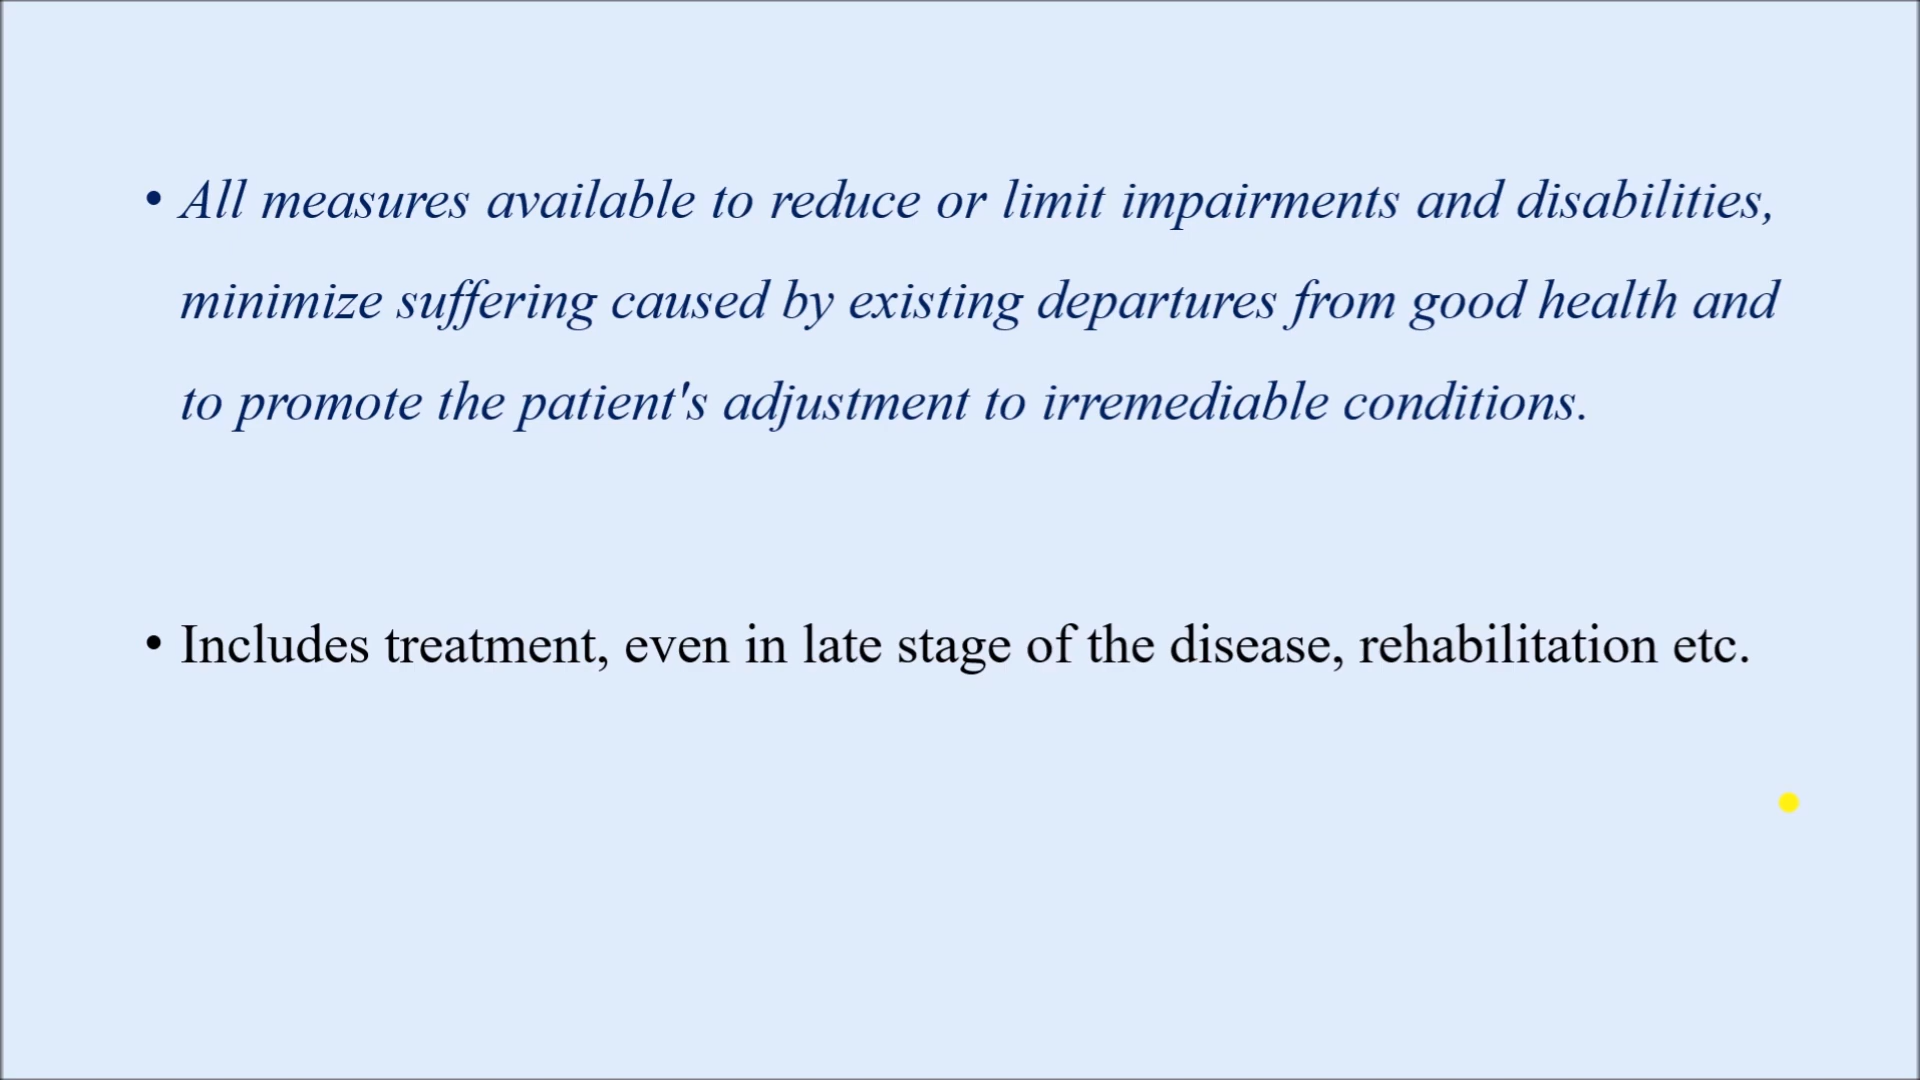 • All measures available to reduce or limit impairments and disabilities,
minimize suffering caused by existing departures from good health and
to promote the patient's adjustment to irremediable conditions.
• Includes treatment, even in late stage of the disease, rehabilitation etc.